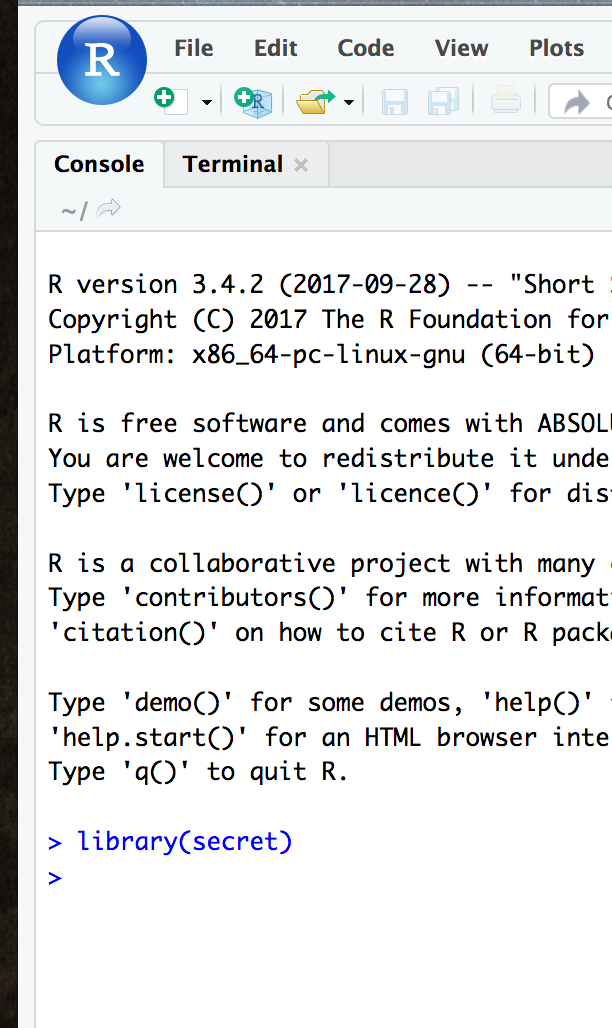 R
File Edit Code View Plots
R
Console Terminal
~/
R version 3.4.2 (2017-09-28) -- "Short
Copyright (C) 2017 The R Foundation for
Platform: x86_64-pc-linux-gnu (64-bit)
R is free software and comes with ABSOLU
You are welcome to redistribute it unde
Type 'license()' or 'licence()' for dis
R is a collaborative project with many
Type 'contributors()' for more informati
'citation()' on how to cite R or R pack
Type 'demo()' for some demos, 'help()'
'help.start()' for an HTML browser inte
Type 'q()' to quit R.
> library(secret)
>